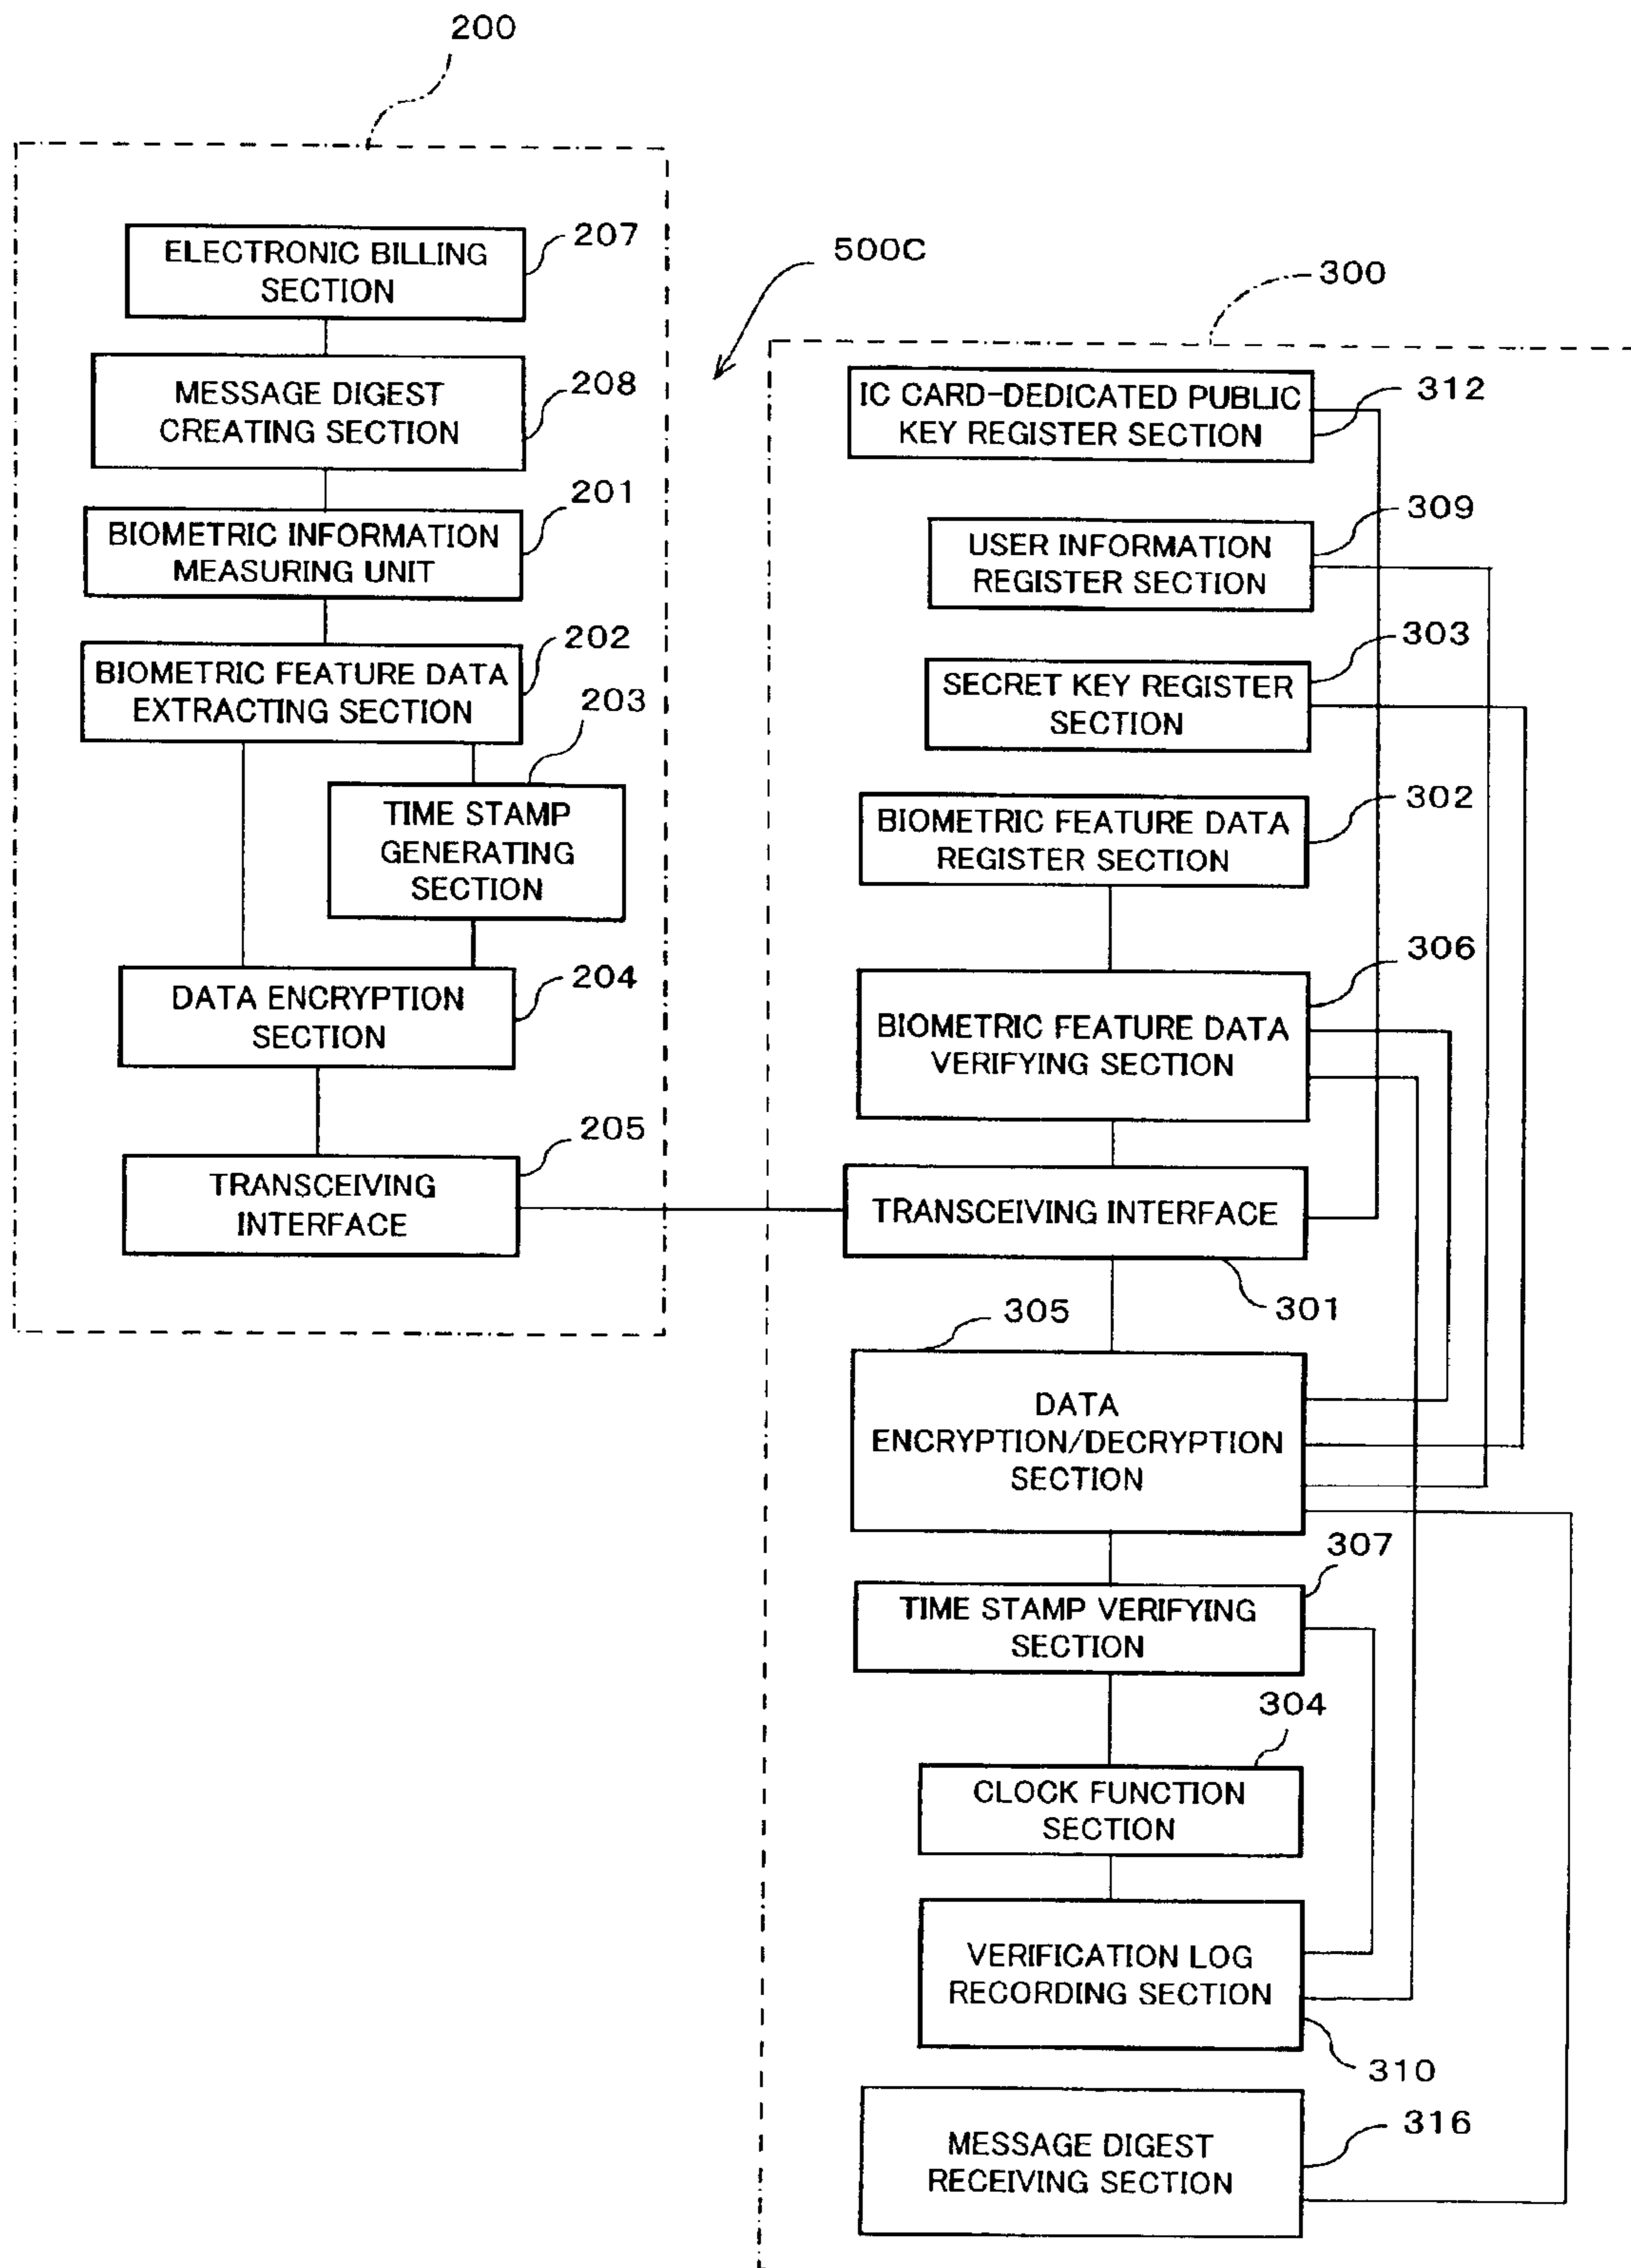 200
ELECTRONIC BILLING
SECTION
207
MESSAGE DIGEST
CREATING SECTION
208
BIOMETRIC INFORMATION
MEASURING UNIT
201
BIOMETRIC FEATURE DATA
EXTRACTING SECTION
202
TIME STAMP
GENERATING
SECTION
203
DATA ENCRYPTION
SECTION
204
TRANSCEIVING
INTERFACE
205
500C
300
IC CARD-DEDICATED PUBLIC
KEY REGISTER SECTION
312
USER INFORMATION
REGISTER SECTION
309
SECRET KEY REGISTER
SECTION
303
BIOMETRIC FEATURE DATA
REGISTER SECTION
302
BIOMETRIC FEATURE DATA
VERIFYING SECTION
306
TRANSCEIVING INTERFACE
301
305
DATA
ENCRYPTION/DECRYPTION
SECTION
TIME STAMP VERIFYING
SECTION
307
CLOCK FUNCTION
SECTION
304
VERIFICATION LOG
RECORDING SECTION
310
MESSAGE DIGEST
RECEIVING SECTION
316